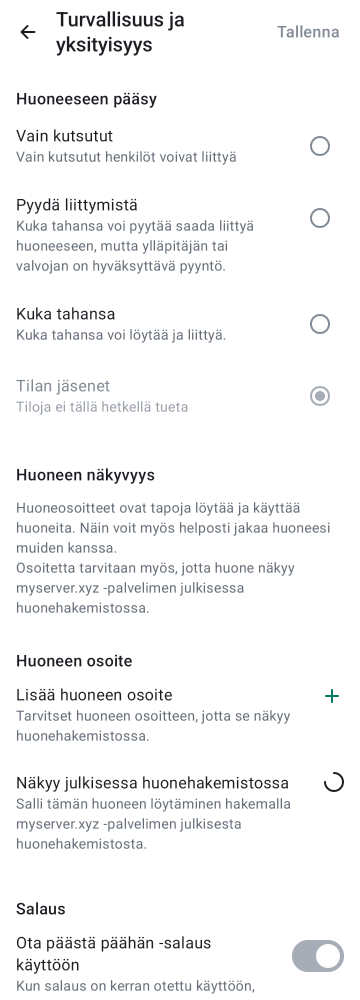 Turvallisuus ja
yksityisyys
Tallenna
Huoneeseen pääsy
Vain kutsutut
Vain kutsutut henkilöt voivat liittyä
Pyydä liittymistä
Kuka tahansa voi pyytää saada liittyä
huoneeseen, mutta ylläpitäjän tai
valvojan on hyväksyttävä pyyntö.
Kuka tahansa
Kuka tahansa voi löytää ja liittyä.
Tilan jäsenet
Tiloja ei tällä hetkellä tueta
Huoneen näkyvyys
Huoneosoitteet ovat tapoja löytää ja käyttää
huoneita. Näin voit myös helposti jakaa huoneesi
muiden kanssa.
Osoitetta tarvitaan myös, jotta huone näkyy
myserver.xyz -palvelimen julkisessa
huonehakemistossa.
Huoneen osoite
Lisää huoneen osoite
Tarvitset huoneen osoitteen, jotta se näkyy
huonehakemistossa.
Näkyy julkisessa huonehakemistossa
Salli tämän huoneen löytäminen hakemalla
myserver.xyz -palvelimen julkisesta
huonehakemistosta.
Salaus
Ota päästä päähän -salaus
käyttöön
Kun salaus on kerran otettu käyttöön,